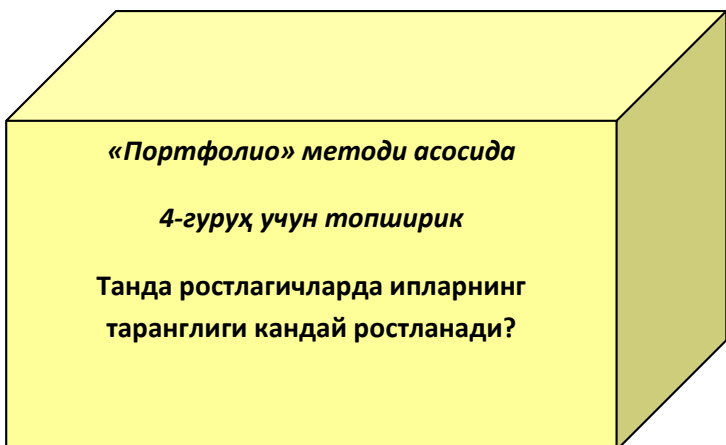 «Портфолио» методи асосида
4-гуруҳ учун топширик
Танда ростлагичларда ипларнинг
таранглиги кандай ростланади?